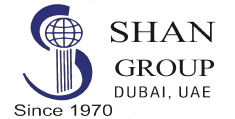 SHAN
GROUP
DUBAI, UAE
Since 1970